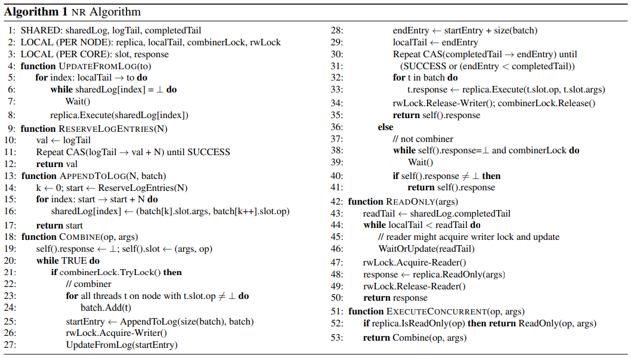 Algorithm 1 NR Algorithm
1: SHARED: sharedLog, logTail, completedTail
2: LOCAL (PER NODE): replica, localTail, combinerLock, rwLock
3: LOCAL (PER CORE): slot, response
4: function UPDATEFROMLOG(to)
5: for index: localTail → to do
6: while sharedLog[index] = ⊥ do
7: Wait()
8: replica.Execute(sharedLog[index])
9: function RESERVELOGENTRIES(N)
10: val ← logTail
11: Repeat CAS(logTail → val + N) until SUCCESS
12: return val
13: function APPENDTOLOG(N, batch)
14: k ← 0; start ← ReserveLogEntries(N)
15: for index: start → start + N do
16: sharedLog[index] ← (batch[k].slot.args, batch[k++].slot.op)
17: return start
18: function COMBINE(op, args)
19: self().response ← ⊥; self().slot ← (args, op)
20: while TRUE do
21: if combinerLock.TryLock() then
22: // combiner
23: for all threads t on node with t.slot.op ≠ ⊥ do
24: batch.Add(t)
25: startEntry ← AppendToLog(size(batch), batch)
26: rwLock.Acquire-Writer()
27: UpdateFromLog(startEntry)
28: endEntry ← startEntry + size(batch)
29: localTail ← endEntry
30: Repeat CAS(completedTail → endEntry) until
31: (SUCCESS or (endEntry < completedTail))
32: for t in batch do
33: t.response ← replica.Execute(t.slot.op, t.slot.args)
34: rwLock.Release-Writer(); combinerLock.Release()
35: return self().response
36: else
37: // not combiner
38: while self().response=⊥ and combinerLock do
39: Wait()
40: if self().response ≠ ⊥ then
41: return self().response
42: function READONLY(args)
43: readTail ← sharedLog.completedTail
44: while localTail < readTail do
45: // reader might acquire writer lock and update
46: WaitOrUpdate(readTail)
47: rwLock.Acquire-Reader()
48: response ← replica.ReadOnly(args)
49: rwLock.Release-Reader()
50: return response
51: function EXECUTECONCURRENT(op, args)
52: if replica.IsReadOnly(op) then return ReadOnly(op, args)
53: return Combine(op, args)